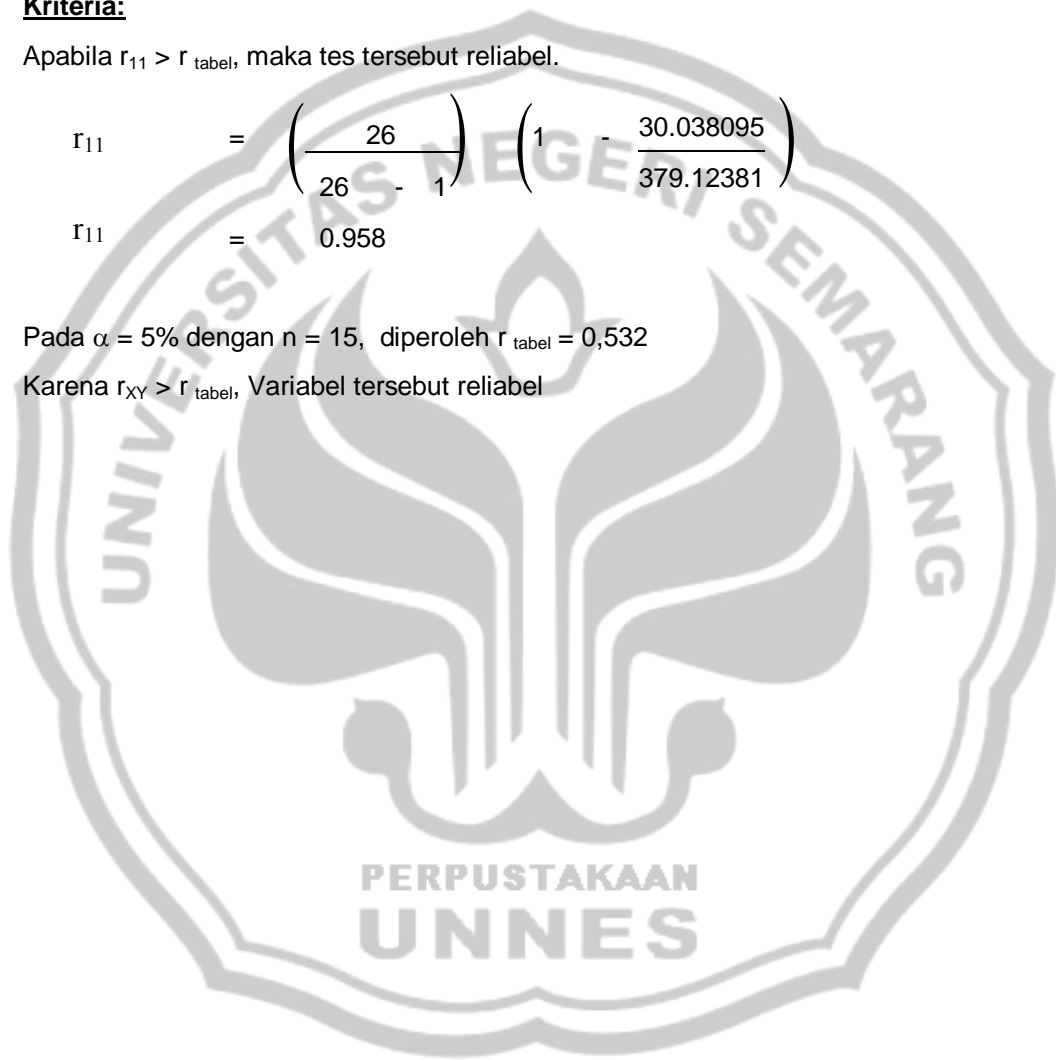 Kriteria:
Apabila r₁₁ > r tabel, maka tes tersebut reliabel.
r₁₁ = ( 26 / 26 - 1 ) ( 1 - 30.038095 / 379.12381 )
r₁₁ = 0.958
Pada α = 5% dengan n = 15, diperoleh r tabel = 0,532
Karena rXY > r tabel, Variabel tersebut reliabel
UNIVERSITAS NEGERI SEMARANG
PERPUSTAKAAN
UNNES